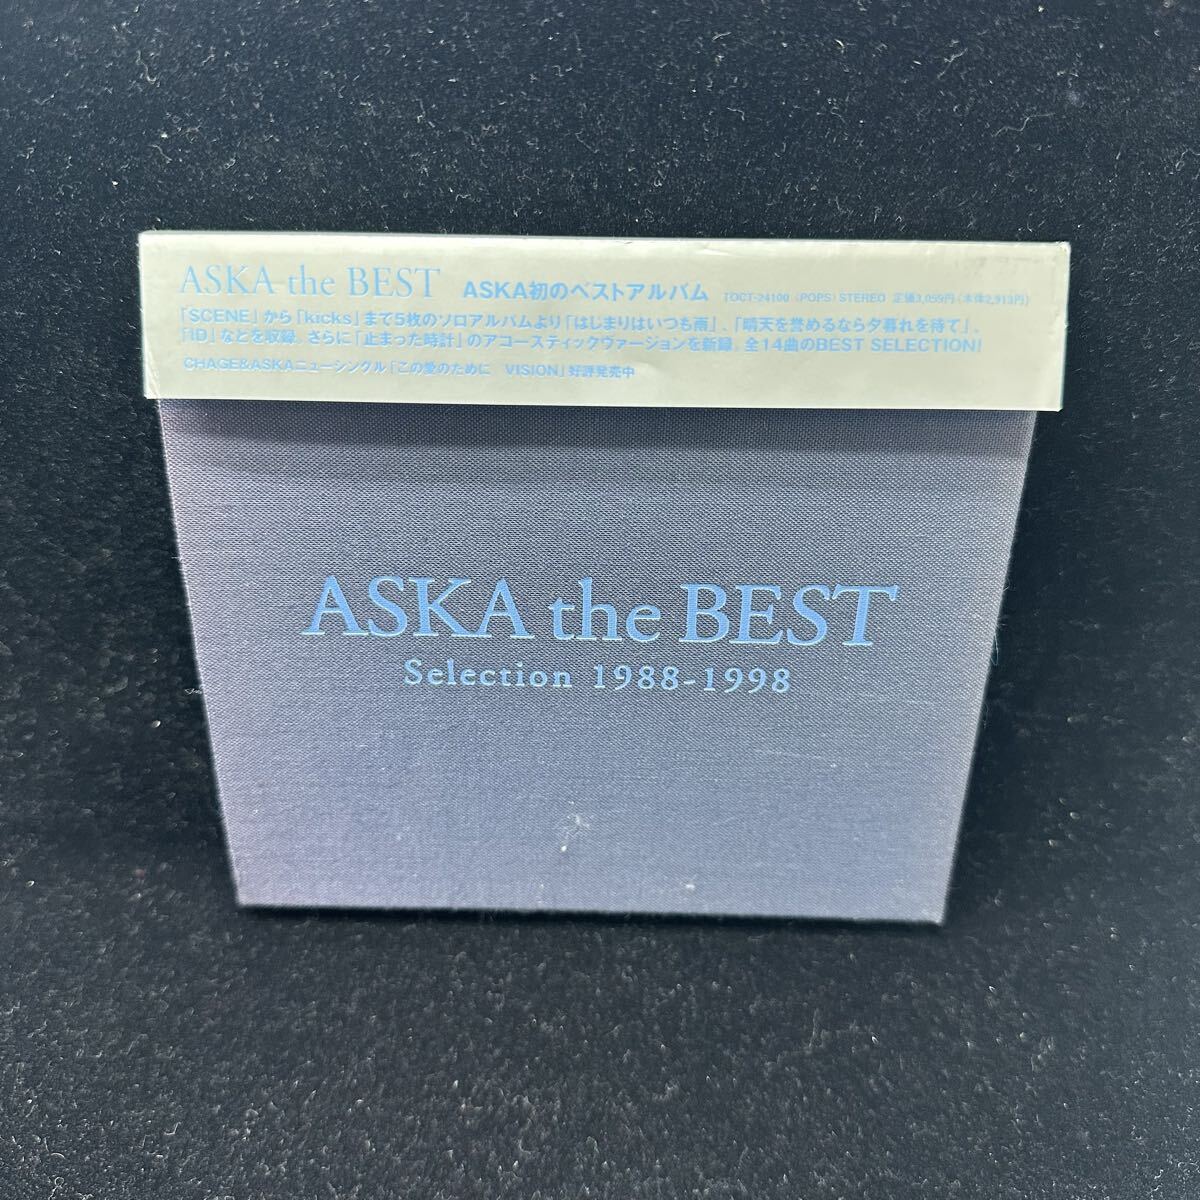 ASKA the BEST ASKA初のベストアルバム TOCT-24100 (POPS) STEREO 定価3,059円(本体2,913円)
「SCENE」から「kicks」まで5枚のソロアルバムより「はじまりはいつも雨」、「晴天を誉めるなら夕暮れを待て」、
「ID」などを収録。さらに「止まった時計」のアコースティックヴァージョンを新録。全14曲のBEST SELECTION!
CHAGE&ASKAニューシングル「この愛のために VISION」好評発売中
ASKA the BEST
Selection 1988-1998